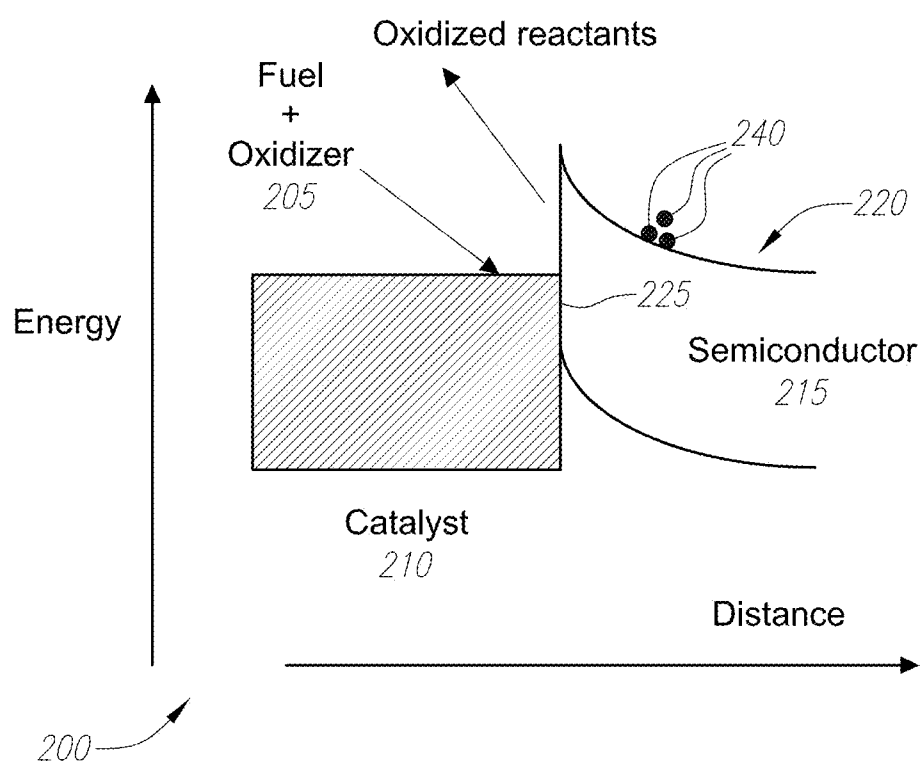 Oxidized reactants
Fuel
+
Oxidizer
205
240
220
Energy
225
Semiconductor
215
Catalyst
210
Distance
200